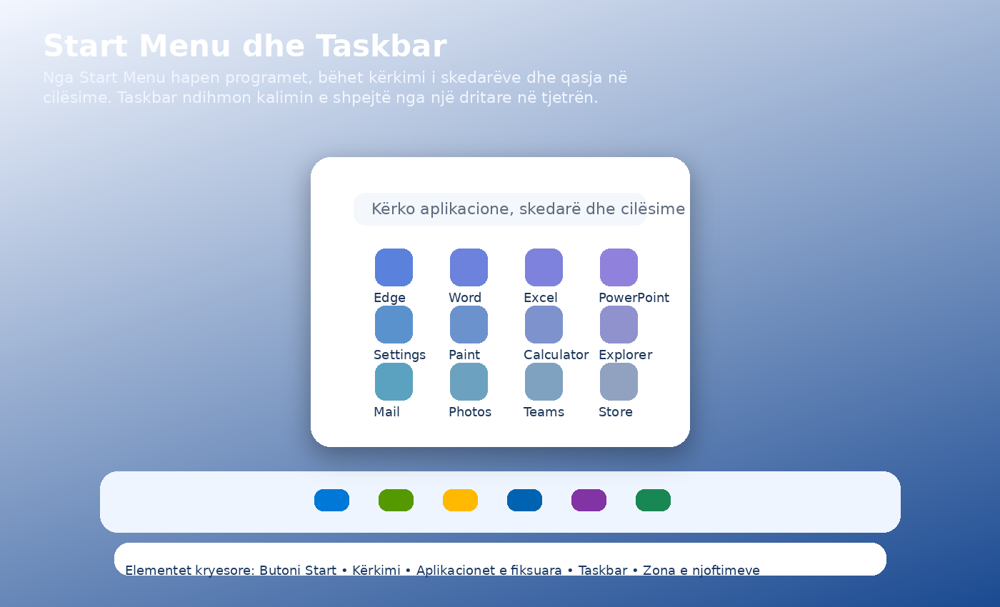 Start Menu dhe Taskbar
Nga Start Menu hapen programet, bëhet kërkimi i skedarëve dhe qasja në
cilësime. Taskbar ndihmon kalimin e shpejtë nga një dritare në tjetrën.
Kërko aplikacione, skedarë dhe cilësime
Edge Word Excel PowerPoint
Settings Paint Calculator Explorer
Mail Photos Teams Store
Elementet kryesore: Butoni Start • Kërkimi • Aplikacionet e fiksuara • Taskbar • Zona e njoftimeve